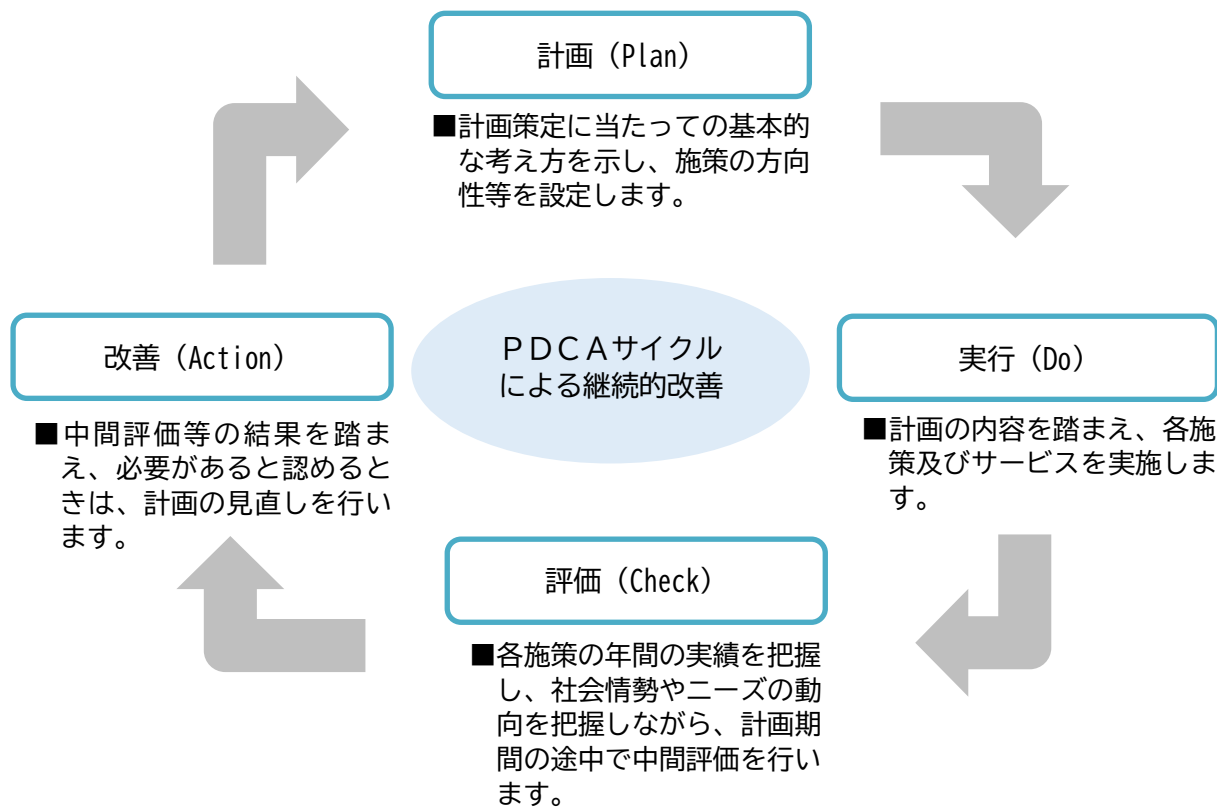 計画（Plan）
■計画策定に当たっての基本的
な考え方を示し、施策の方向
性等を設定します。
実行（Do）
■計画の内容を踏まえ、各施
策及びサービスを実施しま
す。
評価（Check）
■各施策の年間の実績を把握
し、社会情勢やニーズの動
向を把握しながら、計画期
間の途中で中間評価を行い
ます。
改善（Action）
■中間評価等の結果を踏ま
え、必要があると認めると
きは、計画の見直しを行い
ます。
ＰＤＣＡサイクル
による継続的改善